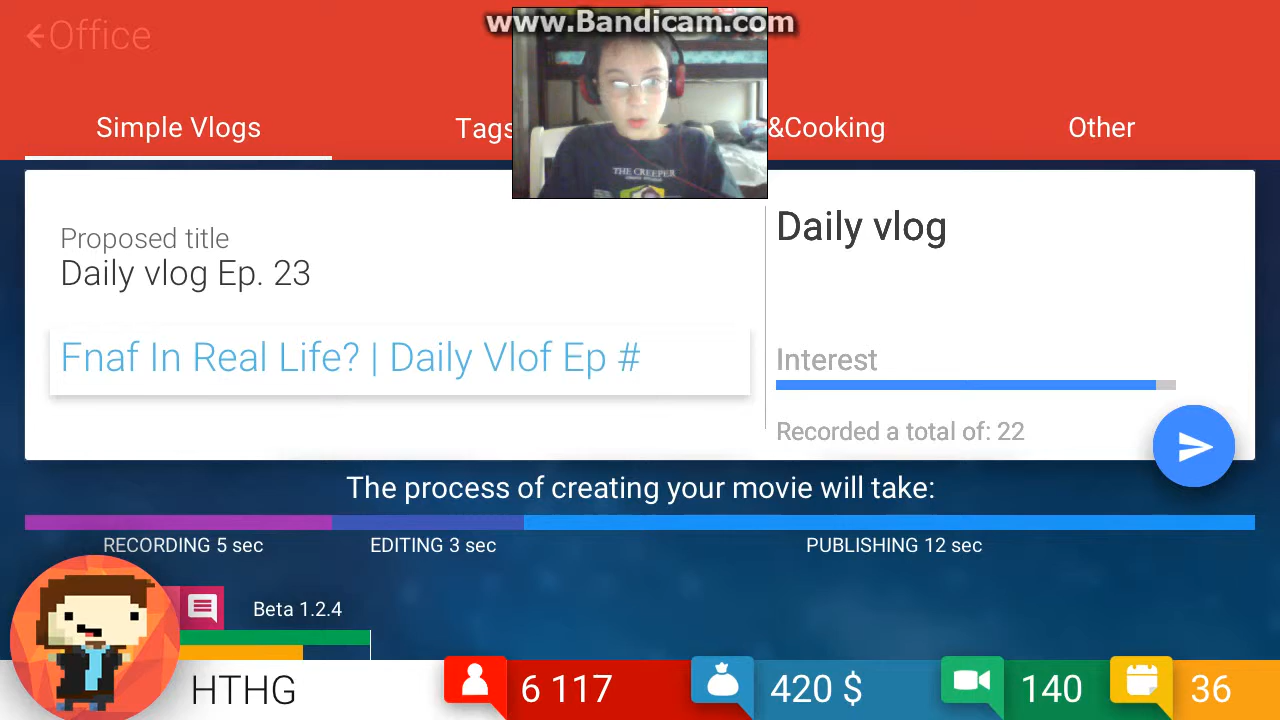 www.Bandicam.com
Office
Simple Vlogs
Tags
&Cooking
Other
THE CREEPER
Proposed title
Daily vlog Ep. 23
Fnaf In Real Life? | Daily Vlof Ep #
Daily vlog
Interest
Recorded a total of: 22
The process of creating your movie will take:
RECORDING 5 sec
EDITING 3 sec
PUBLISHING 12 sec
Beta 1.2.4
HTHG
6 117
420 $
140
36